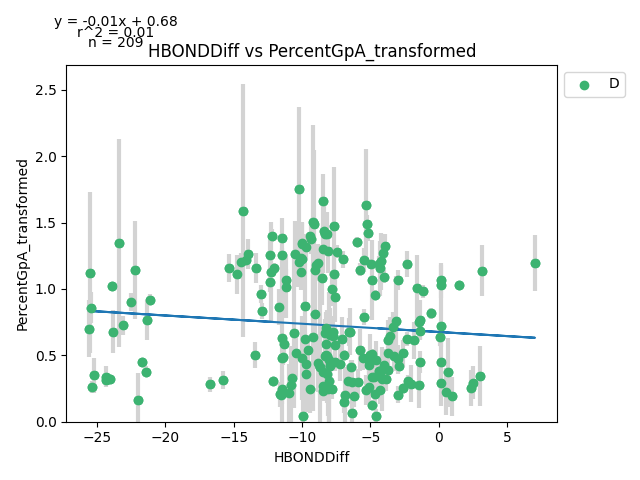 y = -0.01x + 0.68
r^2 = 0.01
n = 209
HBONDDiff vs PercentGpA_transformed
D
PercentGpA_transformed
2.5
2.0
1.5
1.0
0.5
0.0
−25 −20 −15 −10 −5 0 5
HBONDDiff